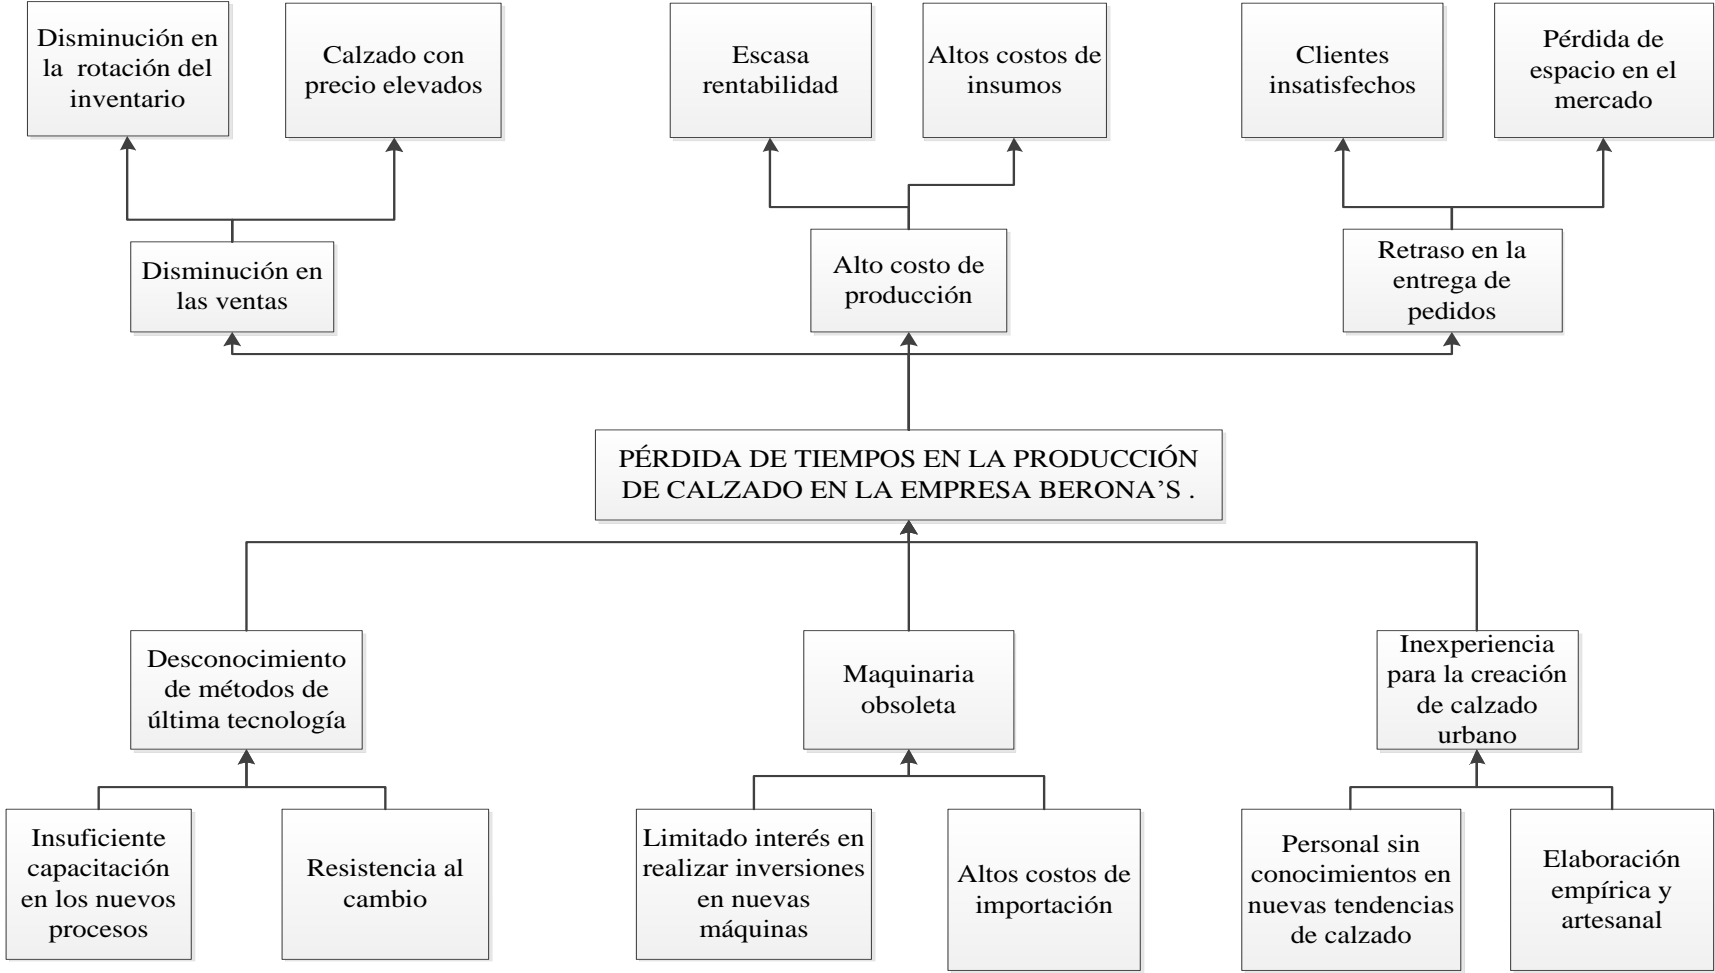 Disminución en
la rotación del
inventario
Calzado con
precio elevados
Escasa
rentabilidad
Altos costos de
insumos
Clientes
insatisfechos
Pérdida de
espacio en el
mercado
Disminución en
las ventas
Alto costo de
producción
Retraso en la
entrega de
pedidos
PÉRDIDA DE TIEMPOS EN LA PRODUCCIÓN
DE CALZADO EN LA EMPRESA BERONA’S .
Desconocimiento
de métodos de
última tecnología
Maquinaria
obsoleta
Inexperiencia
para la creación
de calzado
urbano
Insuficiente
capacitación
en los nuevos
procesos
Resistencia al
cambio
Limitado interés en
realizar inversiones
en nuevas
máquinas
Altos costos de
importación
Personal sin
conocimientos en
nuevas tendencias
de calzado
Elaboración
empírica y
artesanal